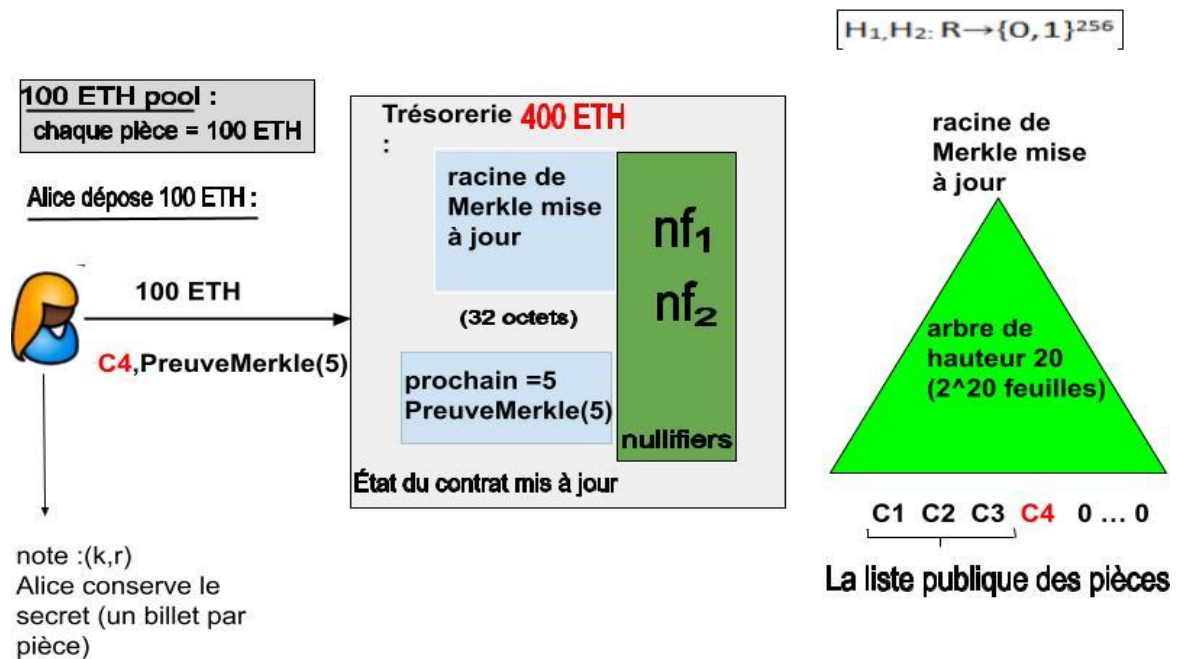 H₁,H₂: R→{0,1}²⁵⁶
100 ETH pool :
chaque pièce = 100 ETH
Alice dépose 100 ETH :
100 ETH
C4,PreuveMerkle(5)
note :(k,r)
Alice conserve le
secret (un billet par
pièce)
Trésorerie 400 ETH
:
racine de
Merkle mise
à jour
(32 octets)
prochain =5
PreuveMerkle(5)
nf₁
nf₂
nullifiers
État du contrat mis à jour
racine de
Merkle mise
à jour
arbre de
hauteur 20
(2^20 feuilles)
C1 C2 C3 C4 0 ... 0
La liste publique des pièces